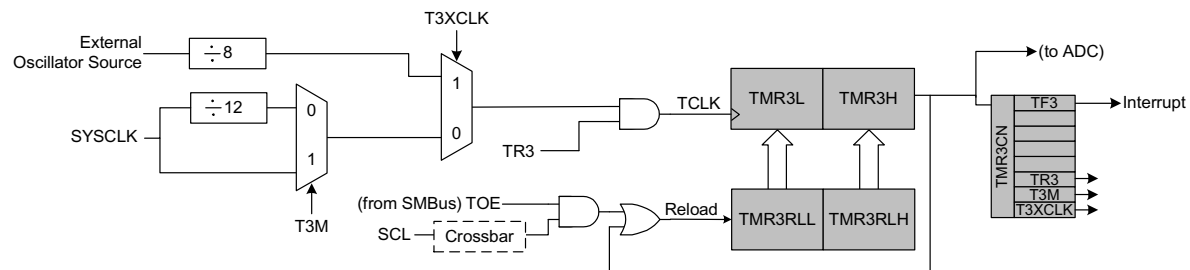 T3XCLK
External
Oscillator Source
÷8
(to ADC)
1
÷12
0
TCLK
TMR3L
TMR3H
TMR3CN
TF3
Interrupt
SYSCLK
0
1
TR3
TR3
T3M
T3XCLK
T3M
(from SMBus) TOE
SCL
Crossbar
Reload
TMR3RLL
TMR3RLH